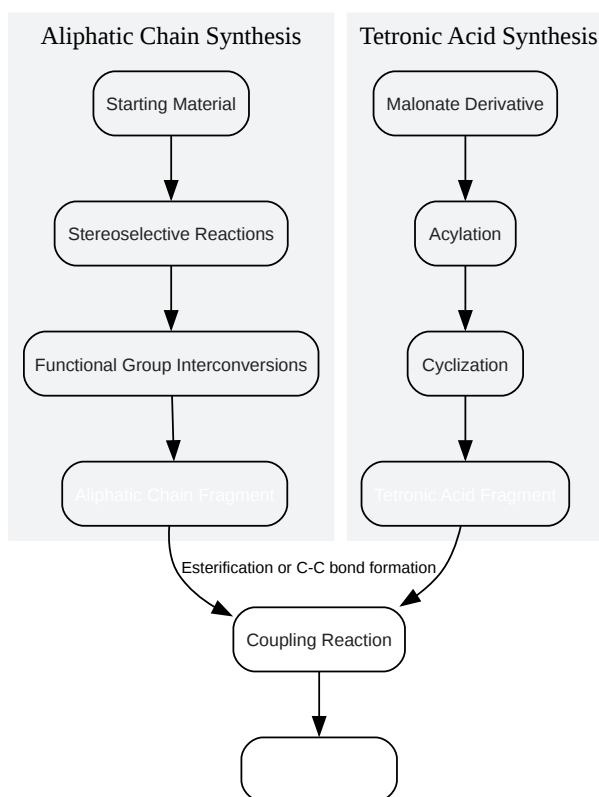 Aliphatic Chain Synthesis
Tetronic Acid Synthesis
Starting Material
Malonate Derivative
Stereoselective Reactions
Acylation
Functional Group Interconversions
Cyclization
Aliphatic Chain Fragment
Tetronic Acid Fragment
Esterification or C-C bond formation
Coupling Reaction